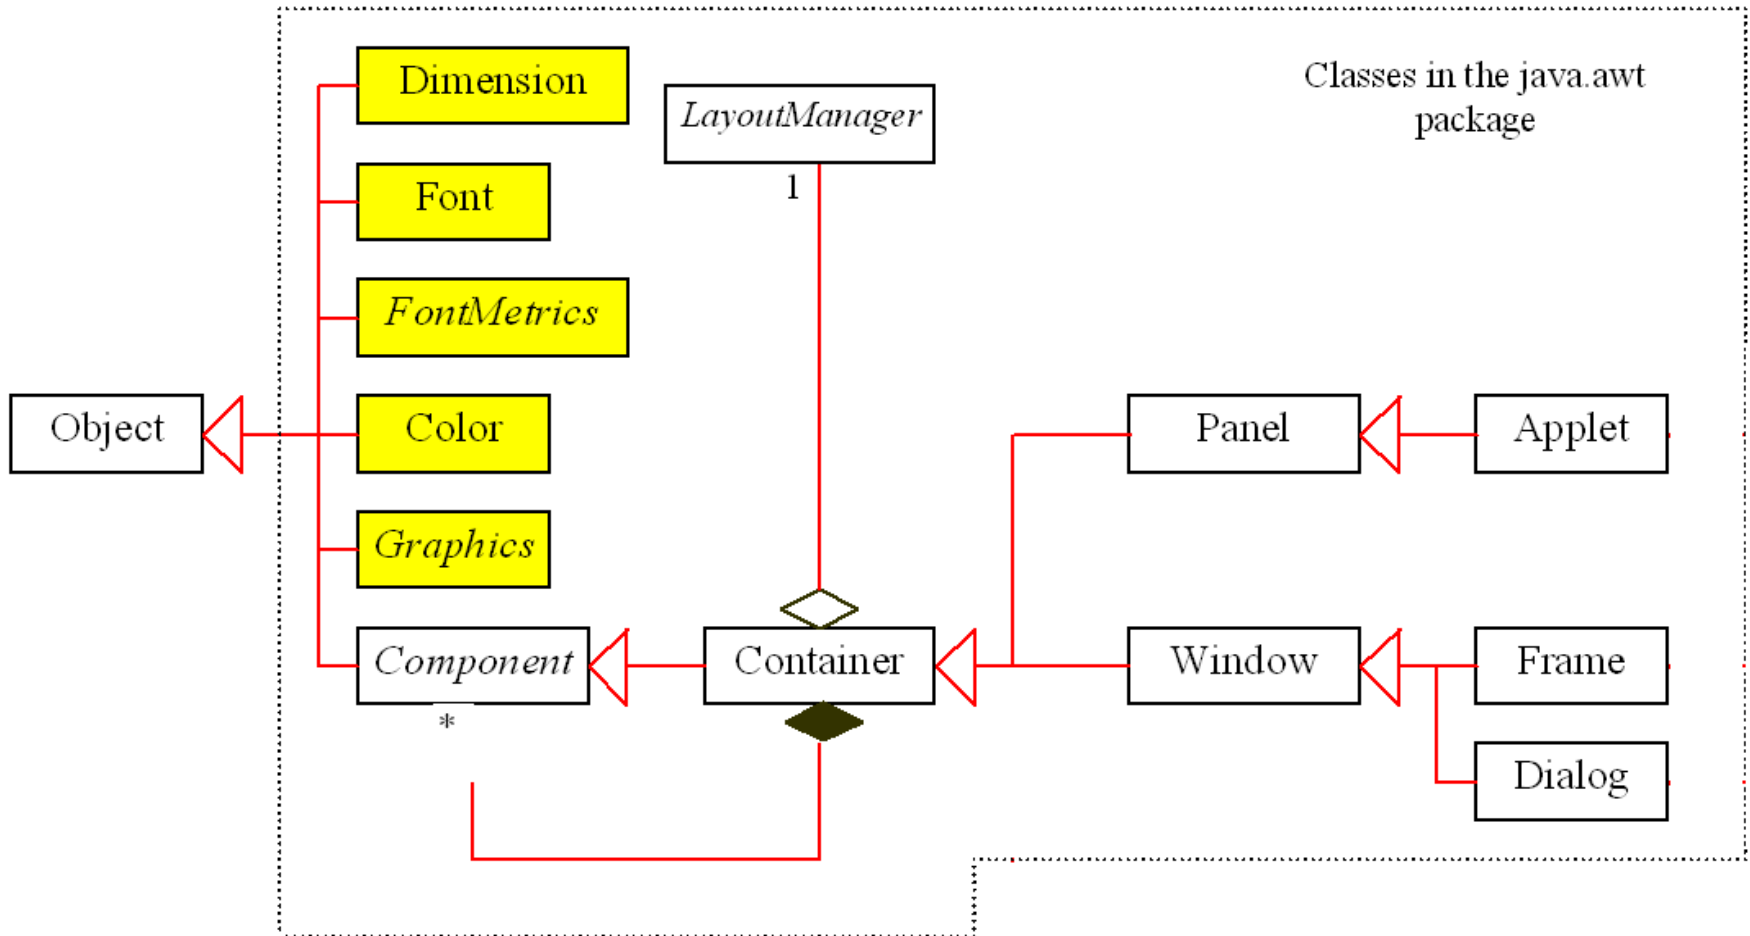 Classes in the java.awt
package
Dimension
LayoutManager
1
Font
FontMetrics
Object
Color
Panel
Applet
Graphics
Component
*
Container
Window
Frame
Dialog